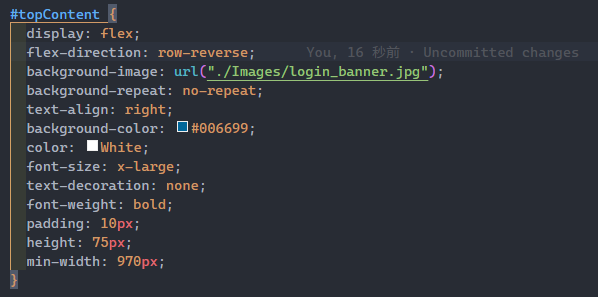 #topContent {
display: flex;
flex-direction: row-reverse; You, 16 秒前 · Uncommitted changes
background-image: url("./Images/login_banner.jpg");
background-repeat: no-repeat;
text-align: right;
background-color: #006699;
color: White;
font-size: x-large;
text-decoration: none;
font-weight: bold;
padding: 10px;
height: 75px;
min-width: 970px;
}